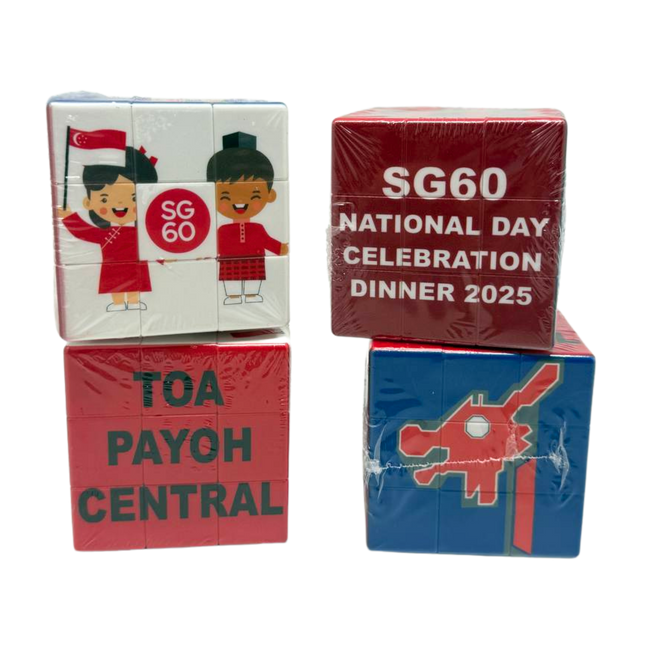 SG
60
SG60
NATIONAL DAY
CELEBRATION
DINNER 2025
TOA
PAYOH
CENTRAL